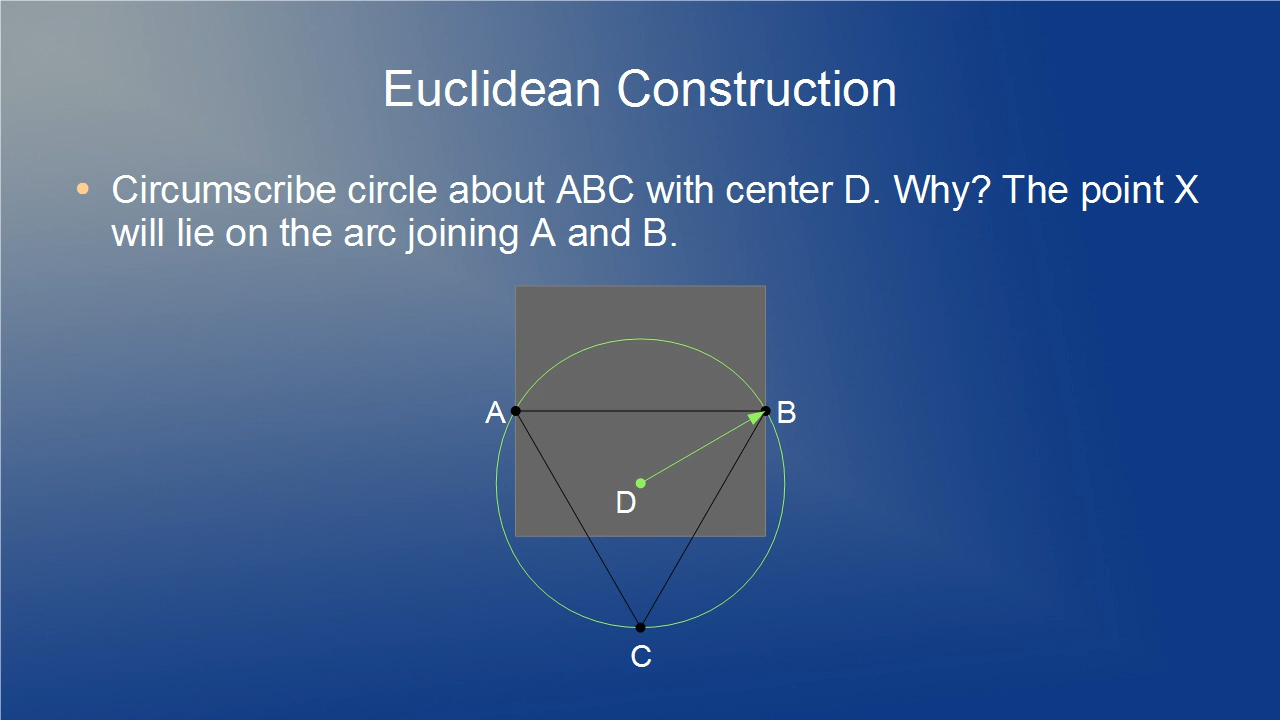 Euclidean Construction
• Circumscribe circle about ABC with center D. Why? The point X
will lie on the arc joining A and B.
A
B
D
C